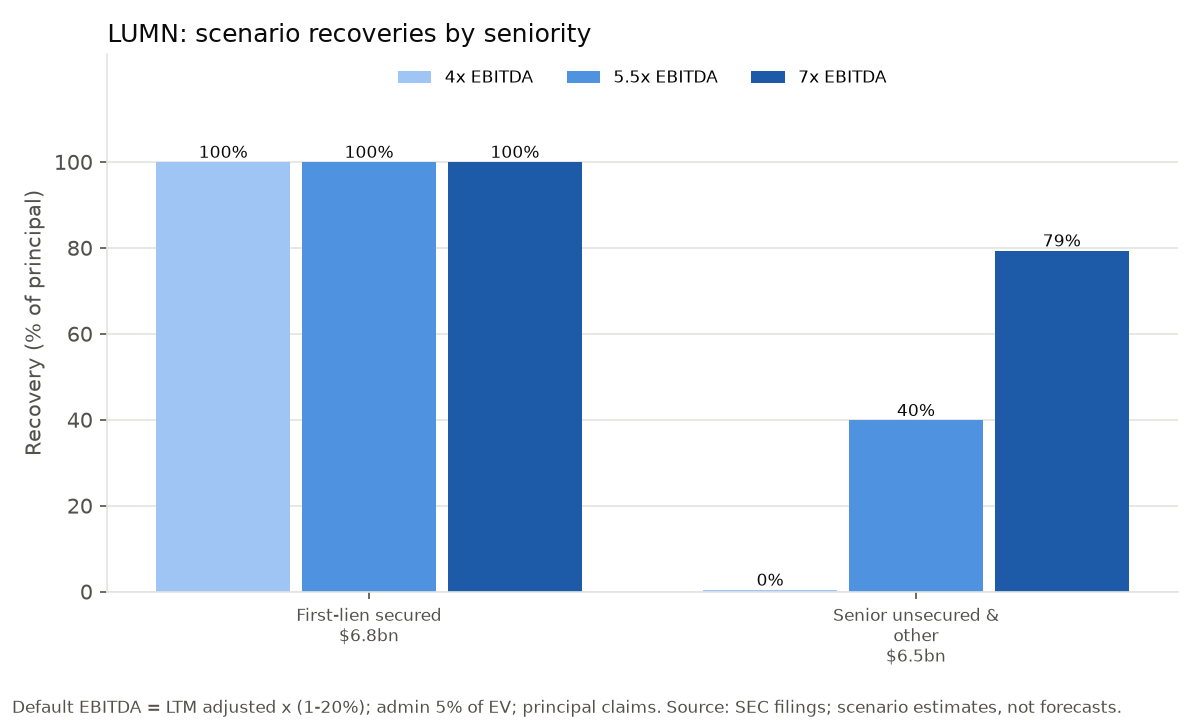 LUMN: scenario recoveries by seniority
4x EBITDA
5.5x EBITDA
7x EBITDA
Recovery (% of principal)
100
80
60
40
20
0
100%
100%
100%
0%
40%
79%
First-lien secured
$6.8bn
Senior unsecured &
other
$6.5bn
Default EBITDA = LTM adjusted x (1-20%); admin 5% of EV; principal claims. Source: SEC filings; scenario estimates, not forecasts.